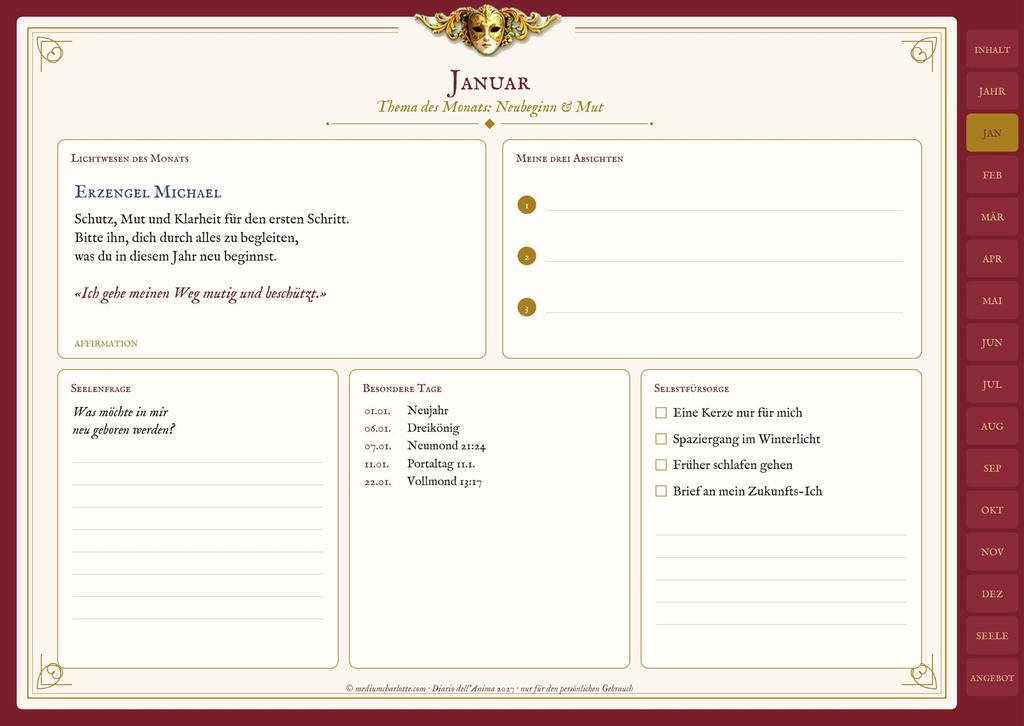 Januar
Thema des Monats: Neubeginn & Mut
Lichtwesen des Monats
Erzengel Michael
Schutz, Mut und Klarheit für den ersten Schritt.
Bitte ihn, dich durch alles zu begleiten,
was du in diesem Jahr neu beginnst.
«Ich gehe meinen Weg mutig und beschützt.»
AFFIRMATION
Meine drei Absichten
1
2
3
Seelenfrage
Was möchte in mir
neu geboren werden?
Besondere Tage
01.01. Neujahr
06.01. Dreikönig
07.01. Neumond 21:24
11.01. Portaltag 11.1.
22.01. Vollmond 13:17
Selbstfürsorge
Eine Kerze nur für mich
Spaziergang im Winterlicht
Früher schlafen gehen
Brief an mein Zukunfts-Ich
© mediumcharlotte.com · Diario dell'Anima 2027 · nur für den persönlichen Gebrauch
INHALT
JAHR
JAN
FEB
MÄR
APR
MAI
JUN
JUL
AUG
SEP
OKT
NOV
DEZ
SEELE
ANGEBOT